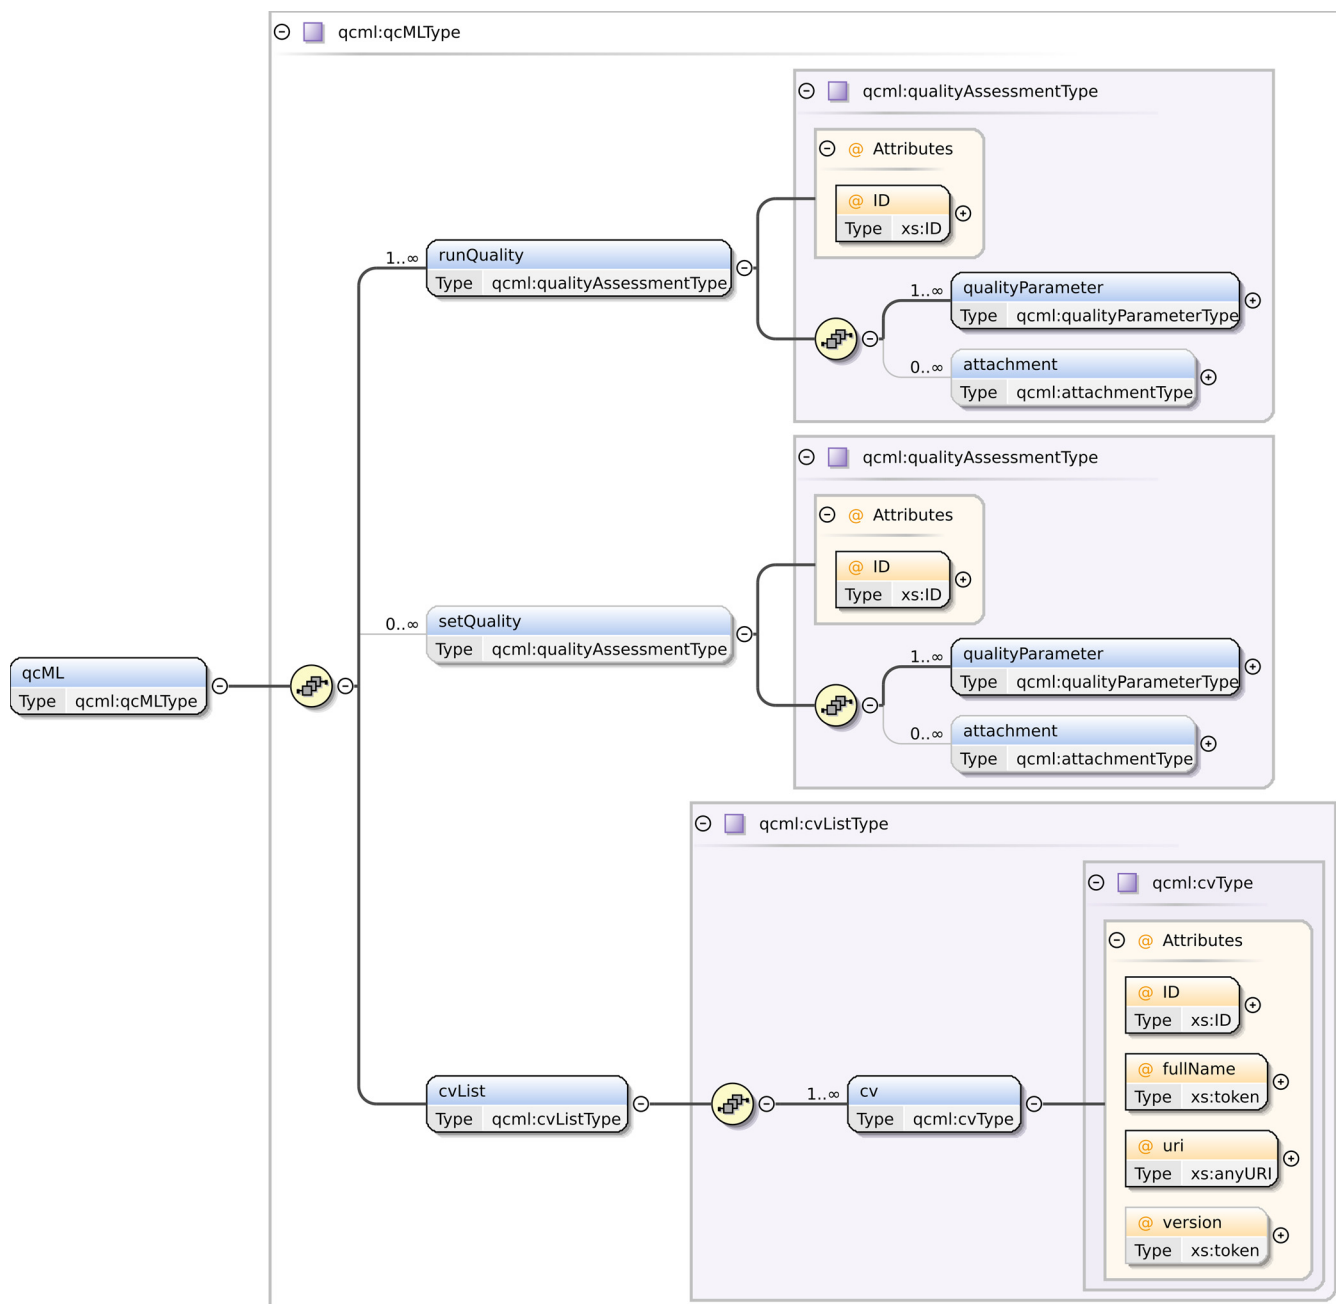 qcml:qcMLType
qcml:qualityAssessmentType
@ Attributes
@ ID
Type xs:ID
1..∞ runQuality
Type qcml:qualityAssessmentType
1..∞ qualityParameter
Type qcml:qualityParameterType
0..∞ attachment
Type qcml:attachmentType
qcml:qualityAssessmentType
@ Attributes
@ ID
Type xs:ID
0..∞ setQuality
Type qcml:qualityAssessmentType
1..∞ qualityParameter
Type qcml:qualityParameterType
0..∞ attachment
Type qcml:attachmentType
qcML
Type qcml:qcMLType
qcml:cvListType
qcml:cvType
@ Attributes
@ ID
Type xs:ID
@ fullName
Type xs:token
cvList
Type qcml:cvListType
1..∞ cv
Type qcml:cvType
@ uri
Type xs:anyURI
@ version
Type xs:token